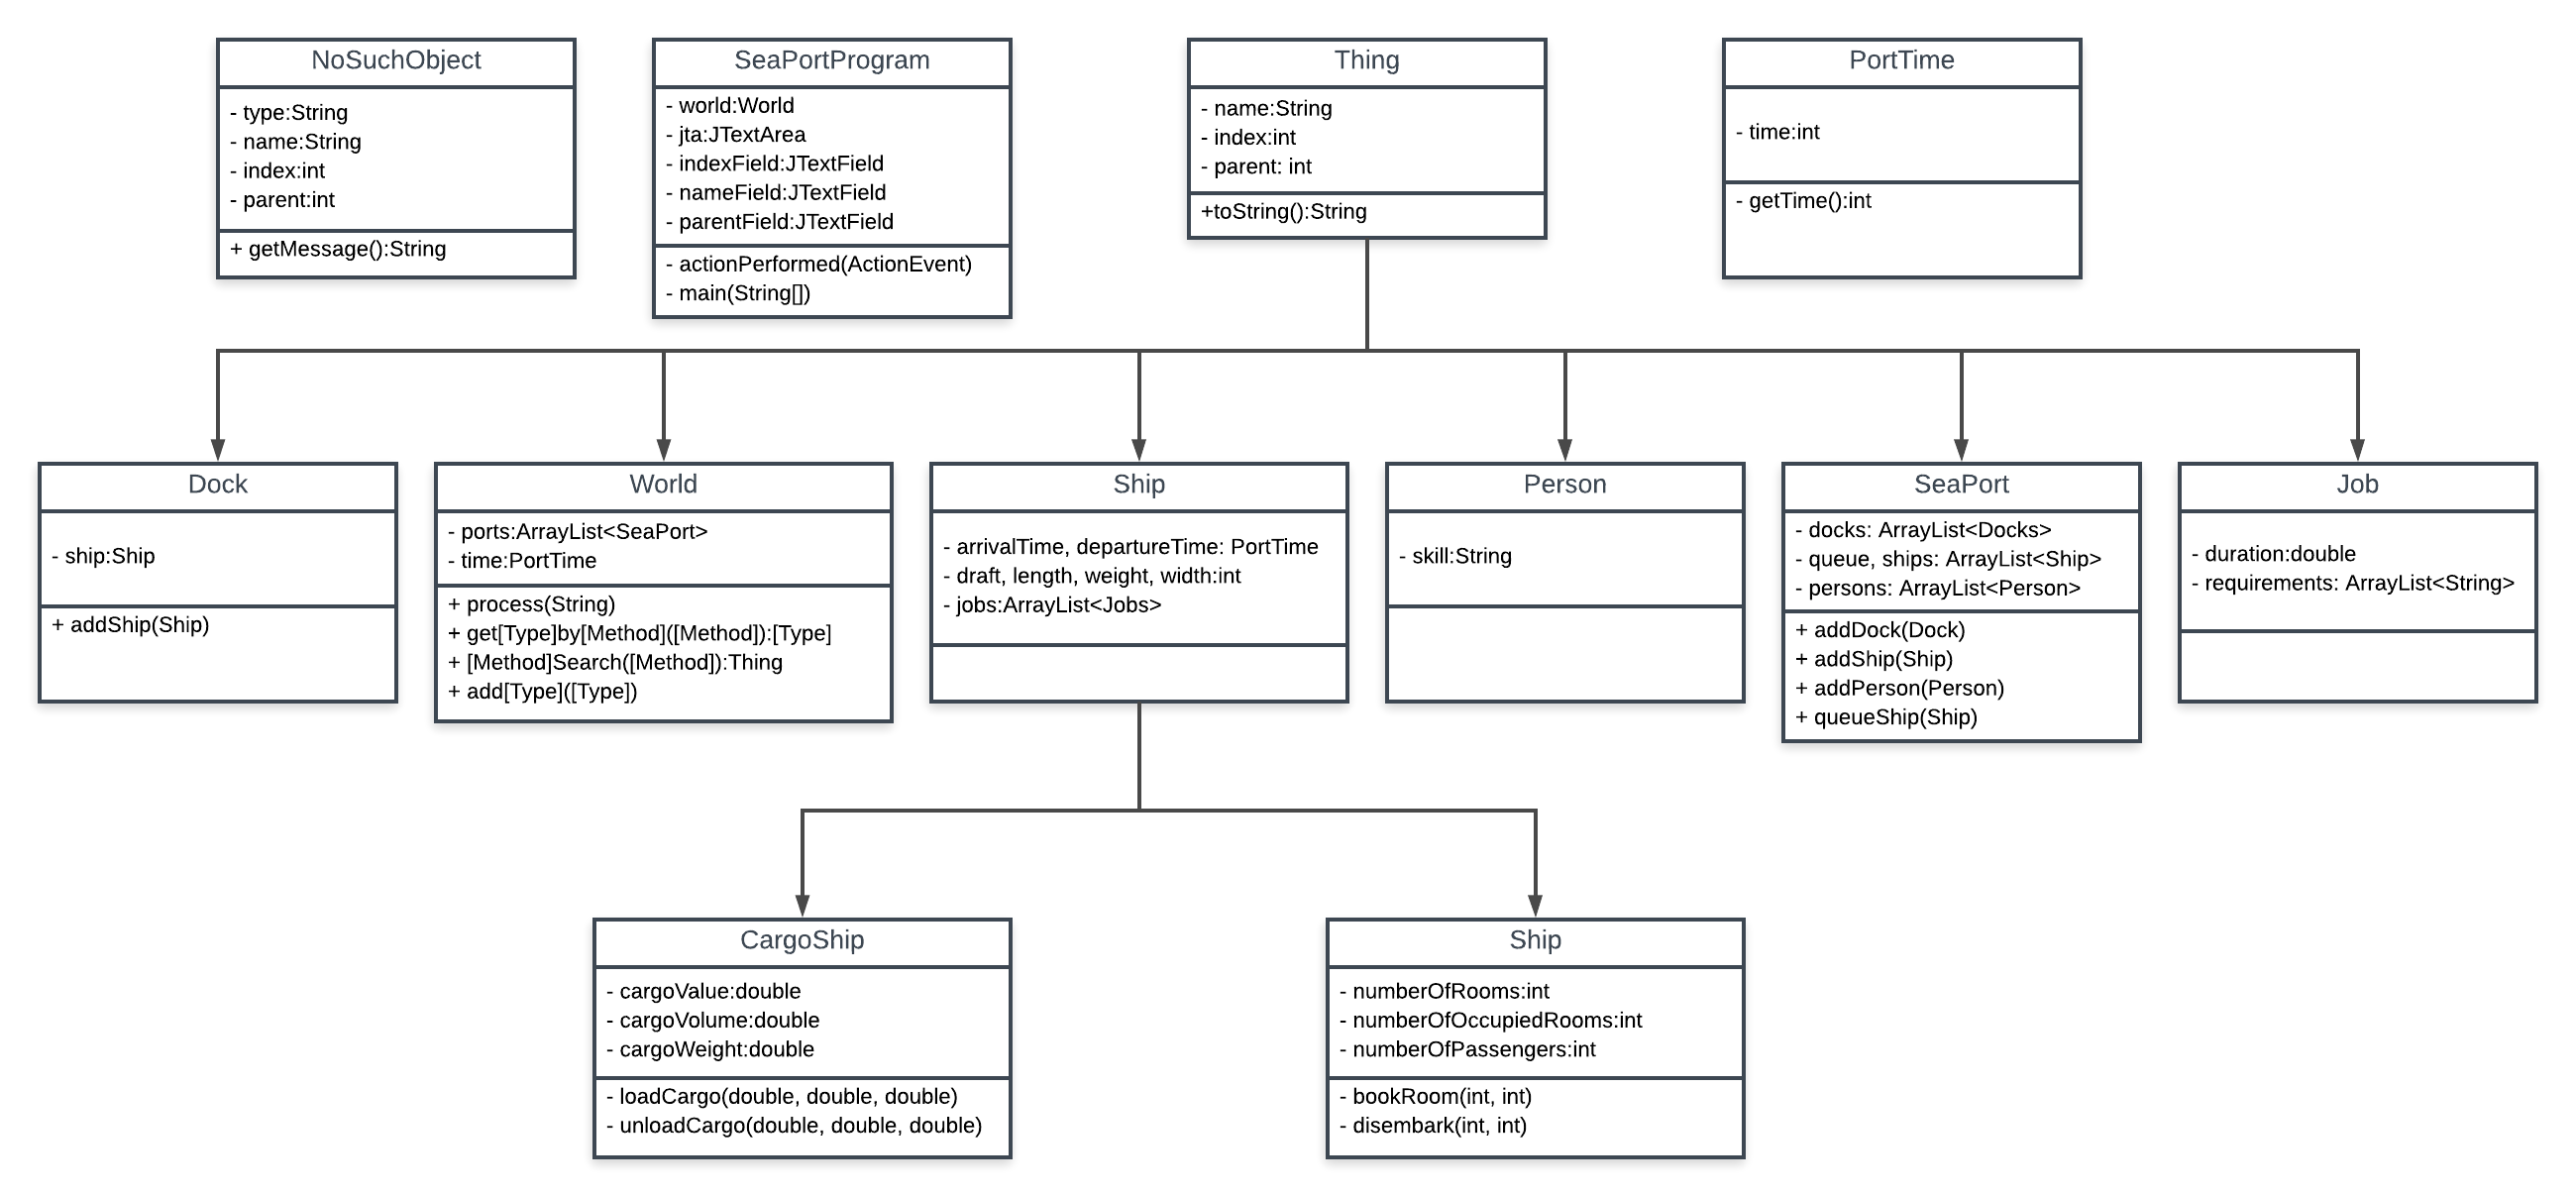 NoSuchObject
- type:String
- name:String
- index:int
- parent:int
+ getMessage():String
SeaPortProgram
- world:World
- jta:JTextArea
- indexField:JTextField
- nameField:JTextField
- parentField:JTextField
- actionPerformed(ActionEvent)
- main(String[])
Thing
- name:String
- index:int
- parent: int
+toString():String
PortTime
- time:int
- getTime():int
Dock
- ship:Ship
+ addShip(Ship)
World
- ports:ArrayList<SeaPort>
- time:PortTime
+ process(String)
+ get[Type]by[Method]([Method]):[Type]
+ [Method]Search([Method]):Thing
+ add[Type]([Type])
Ship
- arrivalTime, departureTime: PortTime
- draft, length, weight, width:int
- jobs:ArrayList<Jobs>
Person
- skill:String
SeaPort
- docks: ArrayList<Docks>
- queue, ships: ArrayList<Ship>
- persons: ArrayList<Person>
+ addDock(Dock)
+ addShip(Ship)
+ addPerson(Person)
+ queueShip(Ship)
Job
- duration:double
- requirements: ArrayList<String>
CargoShip
- cargoValue:double
- cargoVolume:double
- cargoWeight:double
- loadCargo(double, double, double)
- unloadCargo(double, double, double)
Ship
- numberOfRooms:int
- numberOfOccupiedRooms:int
- numberOfPassengers:int
- bookRoom(int, int)
- disembark(int, int)